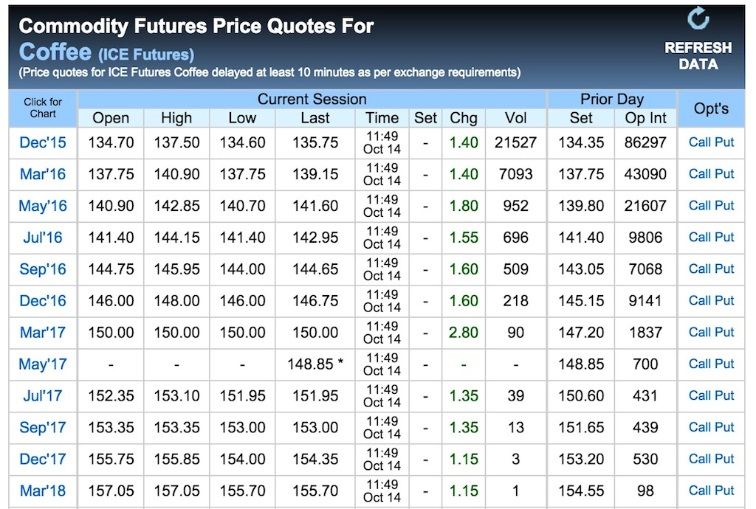 Commodity Futures Price Quotes For
Coffee (ICE Futures)
(Price quotes for ICE Futures Coffee delayed at least 10 minutes as per exchange requirements)
REFRESH
DATA
Click for
Chart
Current Session
Prior Day
Opt's
Open High Low Last Time Set Chg Vol Set Op Int
Dec'15 134.70 137.50 134.60 135.75 11:49 Oct 14 - 1.40 21527 134.35 86297 Call Put
Mar'16 137.75 140.90 137.75 139.15 11:49 Oct 14 - 1.40 7093 137.75 43090 Call Put
May'16 140.90 142.85 140.70 141.60 11:49 Oct 14 - 1.80 952 139.80 21607 Call Put
Jul'16 141.40 144.15 141.40 142.95 11:49 Oct 14 - 1.55 696 141.40 9806 Call Put
Sep'16 144.75 145.95 144.00 144.65 11:49 Oct 14 - 1.60 509 143.05 7068 Call Put
Dec'16 146.00 148.00 146.00 146.75 11:49 Oct 14 - 1.60 218 145.15 9141 Call Put
Mar'17 150.00 150.00 150.00 150.00 11:49 Oct 14 - 2.80 90 147.20 1837 Call Put
May'17 - - - 148.85 * 11:49 Oct 14 - - - 148.85 700 Call Put
Jul'17 152.35 153.10 151.95 151.95 11:49 Oct 14 - 1.35 39 150.60 431 Call Put
Sep'17 153.35 153.35 153.00 153.00 11:49 Oct 14 - 1.35 13 151.65 439 Call Put
Dec'17 155.75 155.85 154.00 154.35 11:49 Oct 14 - 1.15 3 153.20 530 Call Put
Mar'18 157.05 157.05 155.70 155.70 11:49 Oct 14 - 1.15 1 154.55 98 Call Put